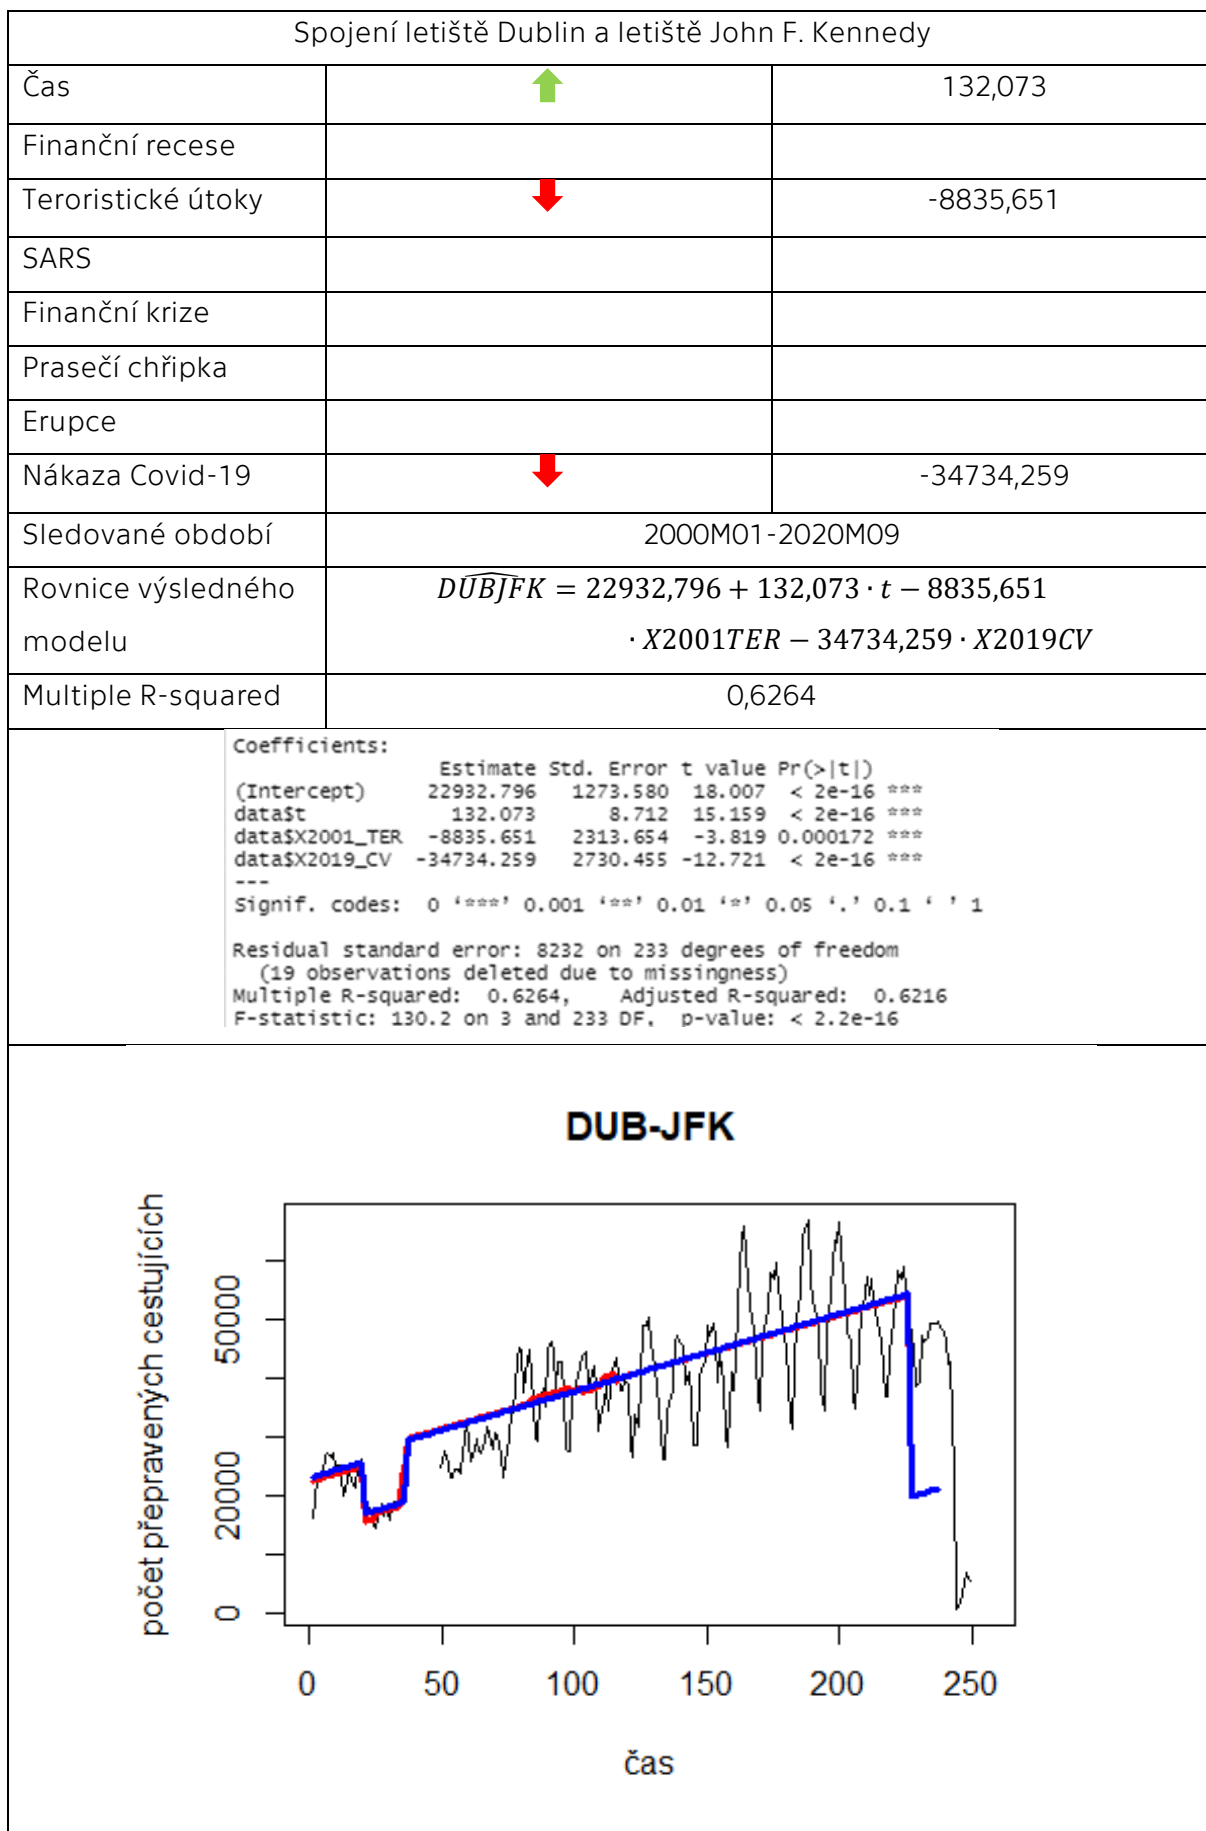 Spojení letiště Dublin a letiště John F. Kennedy
Čas 132,073
Finanční recese
Teroristické útoky -8835,651
SARS
Finanční krize
Prasečí chřipka
Erupce
Nákaza Covid-19 -34734,259
Sledované období 2000M01-2020M09
Rovnice výsledného modelu
$\widehat{DUBJFK}$ = 22932,796 + 132,073 · t − 8835,651
· X2001TER − 34734,259 · X2019CV
Multiple R-squared 0,6264
Coefficients:
Estimate Std. Error t value Pr(>|t|)
(Intercept) 22932.796 1273.580 18.007 < 2e-16 ***
data$t 132.073 8.712 15.159 < 2e-16 ***
data$X2001_TER -8835.651 2313.654 -3.819 0.000172 ***
data$X2019_CV -34734.259 2730.455 -12.721 < 2e-16 ***
---
Signif. codes: 0 ‘***’ 0.001 ‘**’ 0.01 ‘*’ 0.05 ‘.’ 0.1 ‘ ’ 1
Residual standard error: 8232 on 233 degrees of freedom
(19 observations deleted due to missingness)
Multiple R-squared: 0.6264, Adjusted R-squared: 0.6216
F-statistic: 130.2 on 3 and 233 DF, p-value: < 2.2e-16
DUB-JFK
počet přepravených cestujících
50000
20000
0
0 50 100 150 200 250
čas